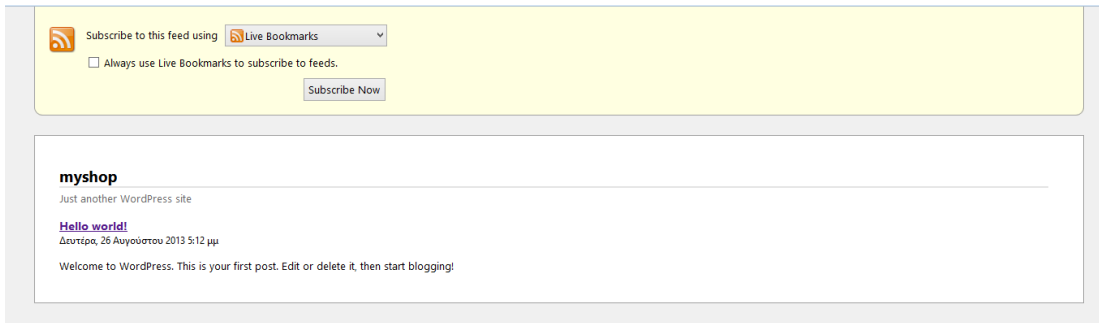 Subscribe to this feed using Live Bookmarks
Always use Live Bookmarks to subscribe to feeds.
Subscribe Now
myshop
Just another WordPress site
Hello world!
Δευτέρα, 26 Αυγούστου 2013 5:12 μμ
Welcome to WordPress. This is your first post. Edit or delete it, then start blogging!